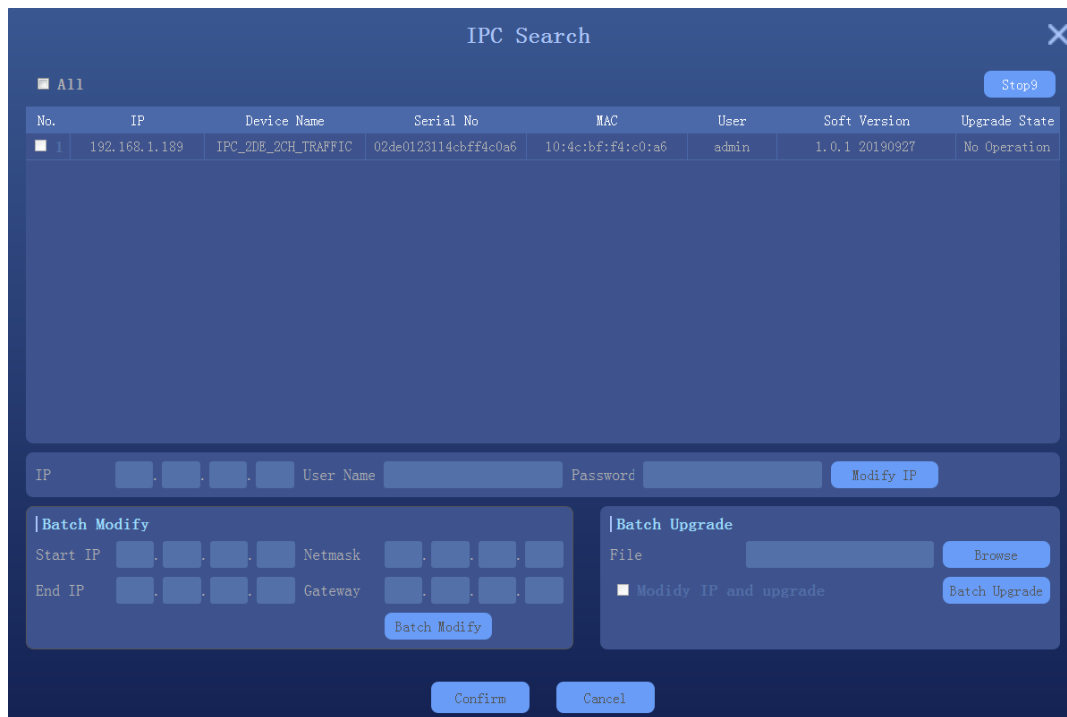 IPC Search
All
Stop9
No. IP Device Name Serial No MAC User Soft Version Upgrade State
1 192.168.1.189 IPC_2DE_2CH_TRAFFIC 02de0123114cbff4c0a6 10:4c:bf:f4:c0:a6 admin 1.0.1 20190927 No Operation
IP . . . User Name Password Modify IP
Batch Modify
Start IP . . . Netmask . . .
End IP . . . Gateway . . .
Batch Modify
Batch Upgrade
File Browse
Modidy IP and upgrade Batch Upgrade
Confirm Cancel